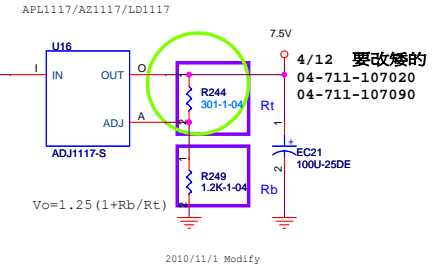 APL1117/AZ1117/LD1117
7.5V
U16
I
IN
OUT
O
4/12 要改矮的
04-711-107020
04-711-107090
1
R244
301-1-04
Rt
2
ADJ
A
1
ADJ1117-S
1
+
EC21
100U-25DE
2
R249
1.2K-1-04
Rb
2
Vo=1.25(1+Rb/Rt)
2010/11/1 Modify